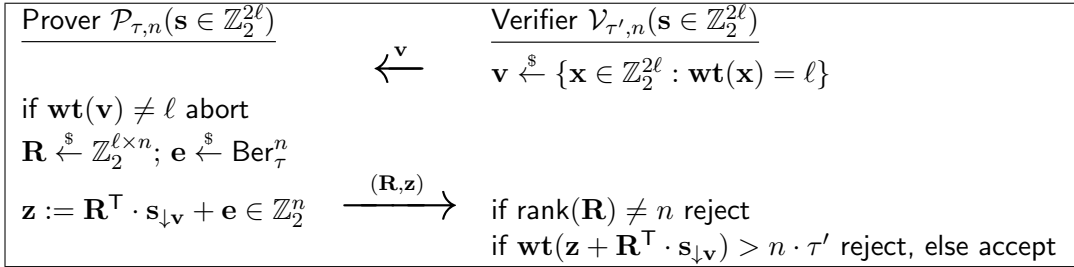 Prover 𝒫_{τ,n}(𝐬 ∈ ℤ_2^{2ℓ}) Verifier 𝒱_{τ′,n}(𝐬 ∈ ℤ_2^{2ℓ})
⟵^{𝐯} 𝐯 ←^{$} {𝐱 ∈ ℤ_2^{2ℓ} : 𝐰𝐭(𝐱) = ℓ}
if 𝐰𝐭(𝐯) ≠ ℓ abort
𝐑 ←^{$} ℤ_2^{ℓ×n}; 𝐞 ←^{$} Ber_τ^n
𝐳 := 𝐑^T · 𝐬_{↓𝐯} + 𝐞 ∈ ℤ_2^n ⟶^{(𝐑,𝐳)} if rank(𝐑) ≠ n reject
if 𝐰𝐭(𝐳 + 𝐑^T · 𝐬_{↓𝐯}) > n · τ′ reject, else accept